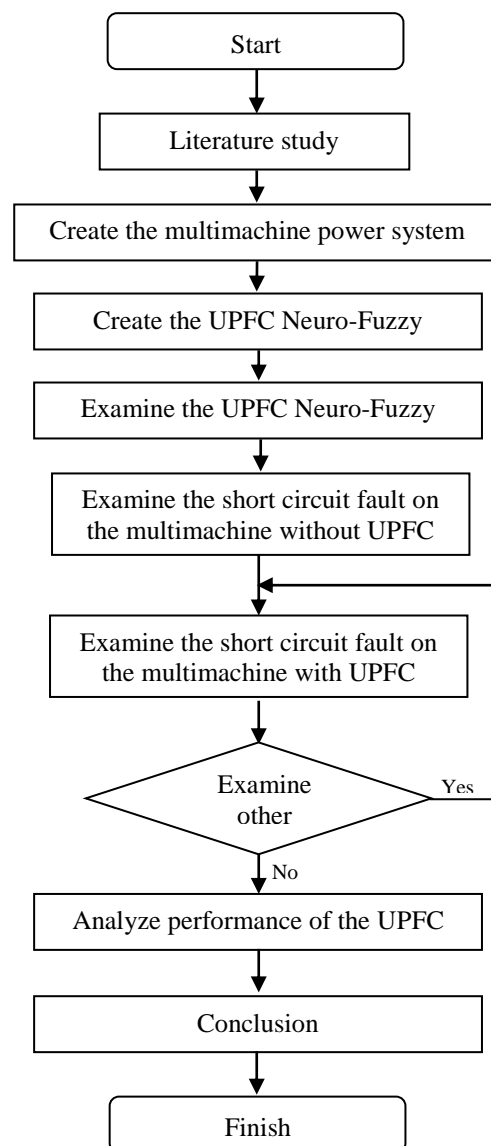 Start
Literature study
Create the multimachine power system
Create the UPFC Neuro-Fuzzy
Examine the UPFC Neuro-Fuzzy
Examine the short circuit fault on
the multimachine without UPFC
Examine the short circuit fault on
the multimachine with UPFC
Examine
other
Yes
No
Analyze performance of the UPFC
Conclusion
Finish